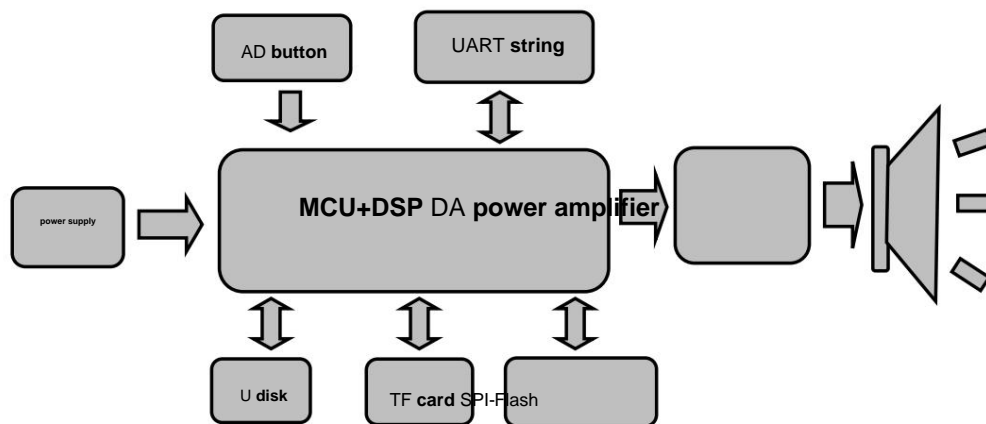 AD button
UART string
power supply
MCU+DSP DA power amplifier
U disk
TF card SPI-Flash